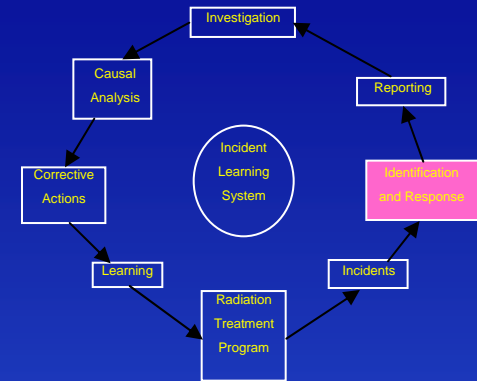 Investigation
Causal
Analysis
Reporting
Incident
Learning
System
Corrective
Actions
Identification
and Response
Learning
Incidents
Radiation
Treatment
Program